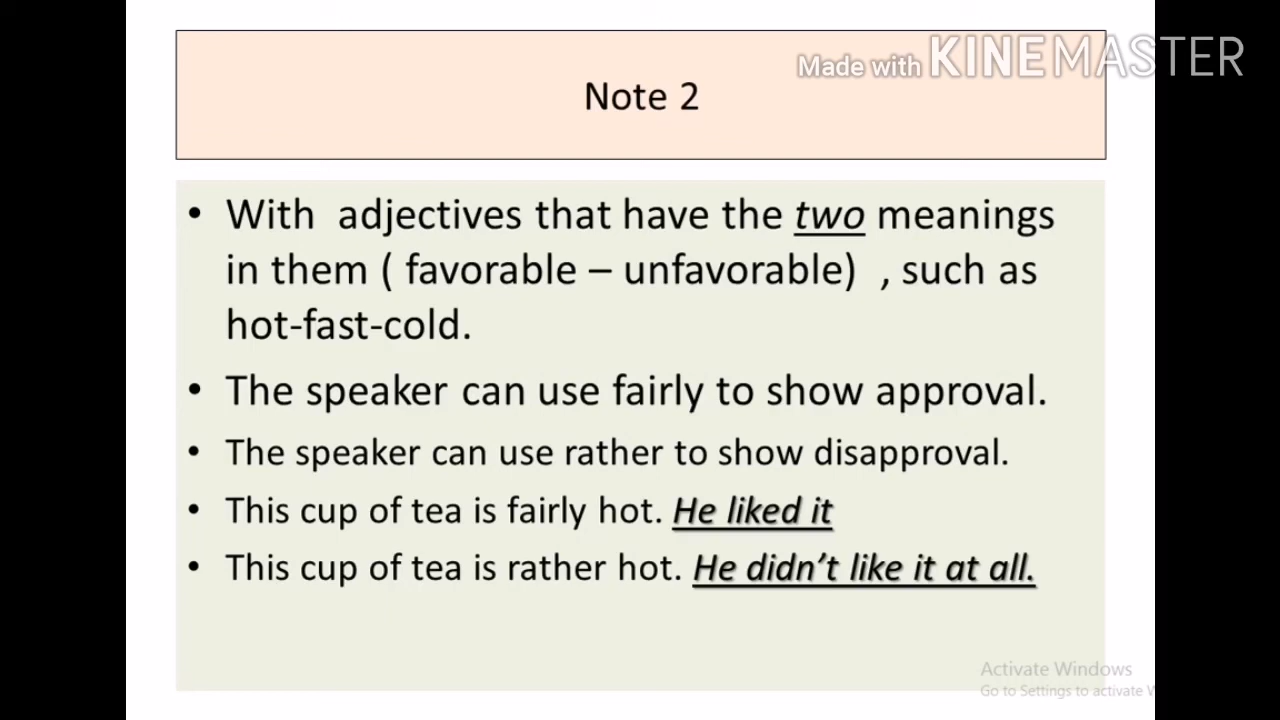 Made with KINEMASTER
Note 2
• With adjectives that have the two meanings
in them ( favorable – unfavorable) , such as
hot-fast-cold.
• The speaker can use fairly to show approval.
• The speaker can use rather to show disapproval.
• This cup of tea is fairly hot. He liked it
• This cup of tea is rather hot. He didn’t like it at all.
Activate Windows
Go to Settings to activate W